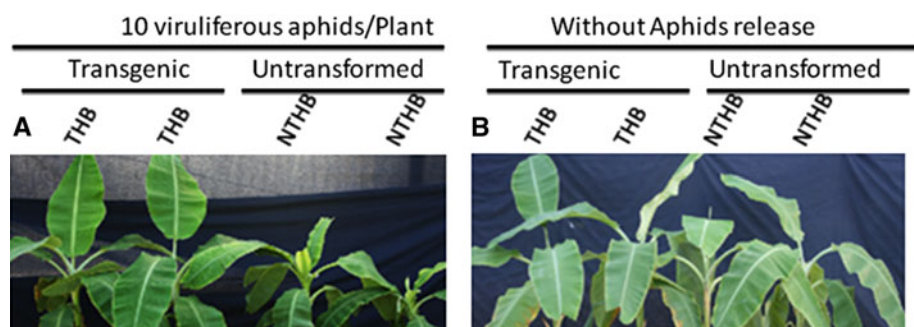 10 viruliferous aphids/Plant
Transgenic Untransformed
A THB THB NTHB NTHB
Without Aphids release
Transgenic Untransformed
B THB THB NTHB NTHB